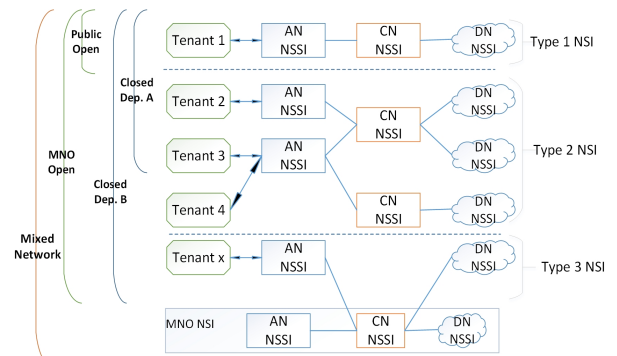 Public
Open
Closed
Dep. A
MNO
Open
Closed
Dep. B
Mixed
Network
Tenant 1
AN
NSSI
CN
NSSI
DN
NSSI
Type 1 NSI
Tenant 2
AN
NSSI
CN
NSSI
DN
NSSI
Tenant 3
AN
NSSI
DN
NSSI
Type 2 NSI
Tenant 4
CN
NSSI
DN
NSSI
Tenant x
AN
NSSI
DN
NSSI
Type 3 NSI
MNO NSI
AN
NSSI
CN
NSSI
DN
NSSI